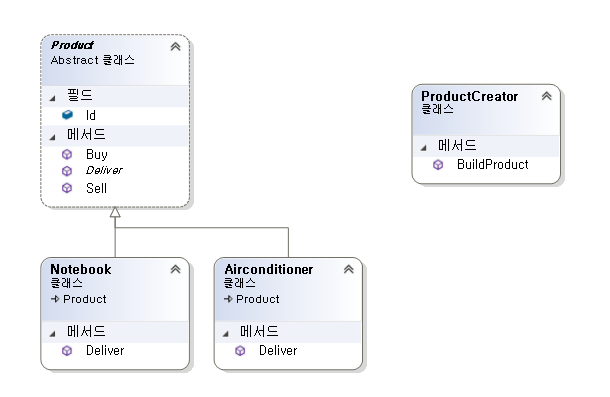 Product
Abstract 클래스
필드
Id
메서드
Buy
Deliver
Sell
ProductCreator
클래스
메서드
BuildProduct
Notebook
클래스
Product
메서드
Deliver
Airconditioner
클래스
Product
메서드
Deliver